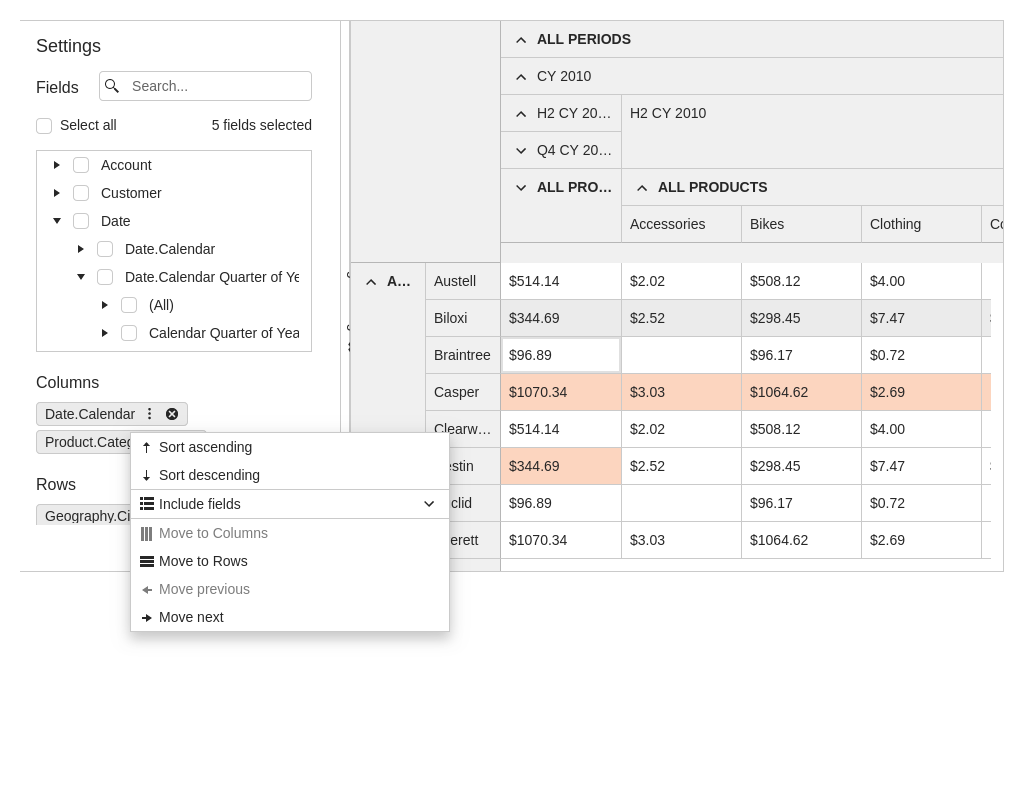 Settings
Fields
Search...
Select all
5 fields selected
Account
Customer
Date
Date.Calendar
Date.Calendar Quarter of Ye
(All)
Calendar Quarter of Yea
Columns
Date.Calendar
Product.Categ
Rows
Geography.Ci
Sort ascending
Sort descending
Include fields
Move to Columns
Move to Rows
Move previous
Move next
ALL PERIODS
CY 2010
H2 CY 20… H2 CY 2010
Q4 CY 20…
ALL PRO… ALL PRODUCTS
Accessories Bikes Clothing Co
A… Austell $514.14 $2.02 $508.12 $4.00
Biloxi $344.69 $2.52 $298.45 $7.47
Braintree $96.89 $96.17 $0.72
Casper $1070.34 $3.03 $1064.62 $2.69
Clearw… $514.14 $2.02 $508.12 $4.00
estin $344.69 $2.52 $298.45 $7.47
clid $96.89 $96.17 $0.72
erett $1070.34 $3.03 $1064.62 $2.69